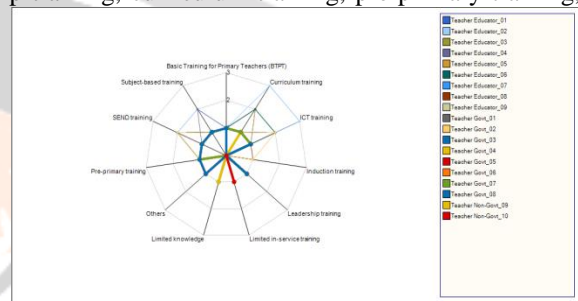 Basic Training for Primary Teachers (BTPT)
3
Subject-based training
Curriculum training
2
SEND training
ICT training
Pre-primary training
Induction training
Others
Leadership training
Limited knowledge
Limited in-service training
Teacher Educator_01
Teacher Educator_02
Teacher Educator_03
Teacher Educator_04
Teacher Educator_05
Teacher Educator_06
Teacher Educator_07
Teacher Educator_08
Teacher Educator_09
Teacher Govt_01
Teacher Govt_02
Teacher Govt_03
Teacher Govt_04
Teacher Govt_05
Teacher Govt_06
Teacher Govt_07
Teacher Govt_08
Teacher Non-Govt_09
Teacher Non-Govt_10